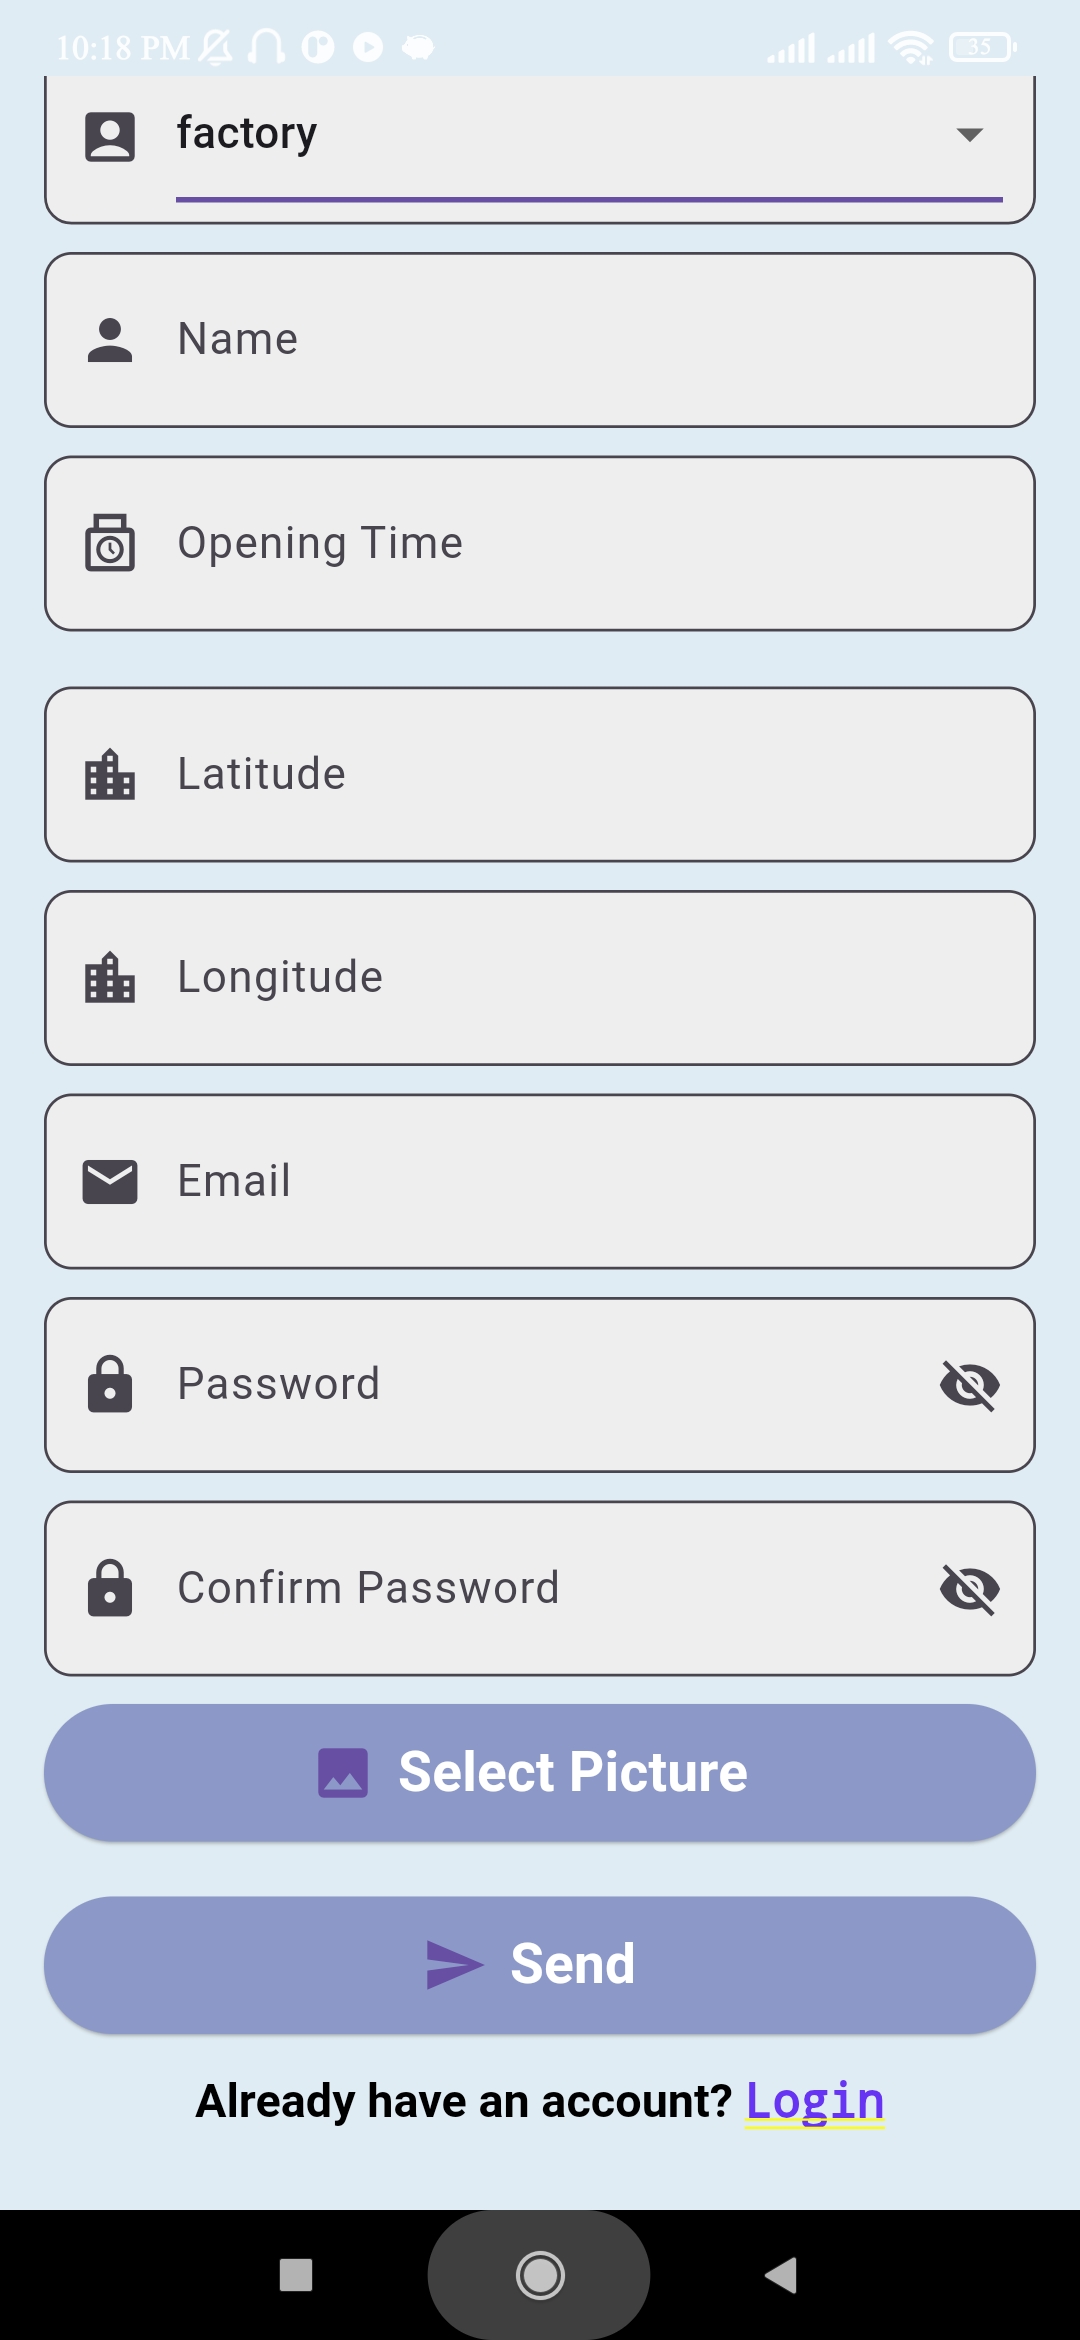 10:18 PM 35
factory
Name
Opening Time
Latitude
Longitude
Email
Password
Confirm Password
Select Picture
Send
Already have an account? Login